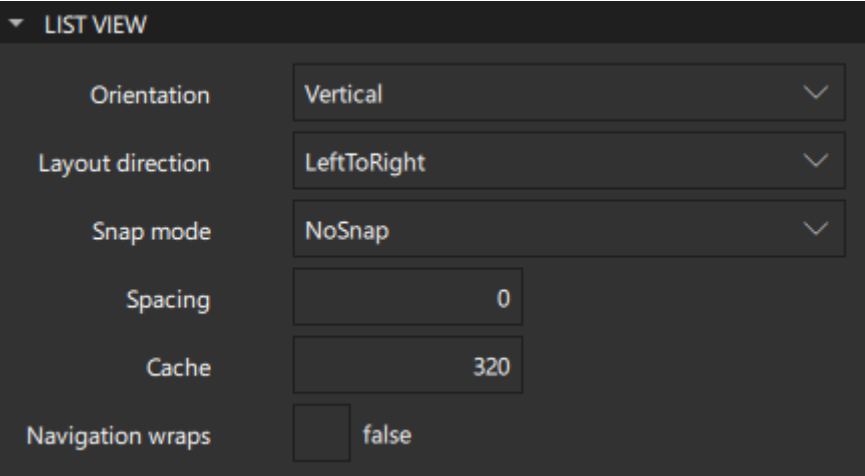 LIST VIEW
Orientation Vertical
Layout direction LeftToRight
Snap mode NoSnap
Spacing 0
Cache 320
Navigation wraps false